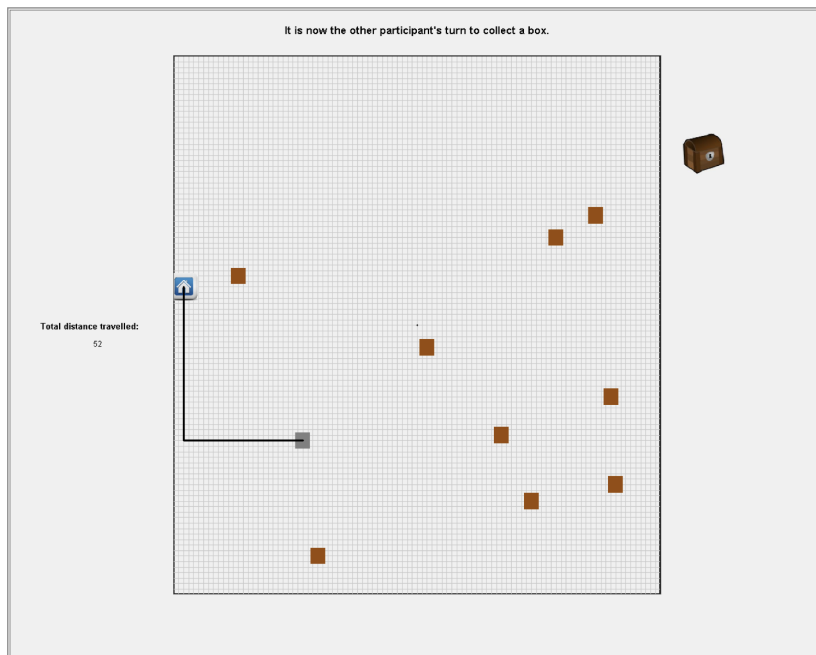 It is now the other participant's turn to collect a box.
Total distance travelled:
52